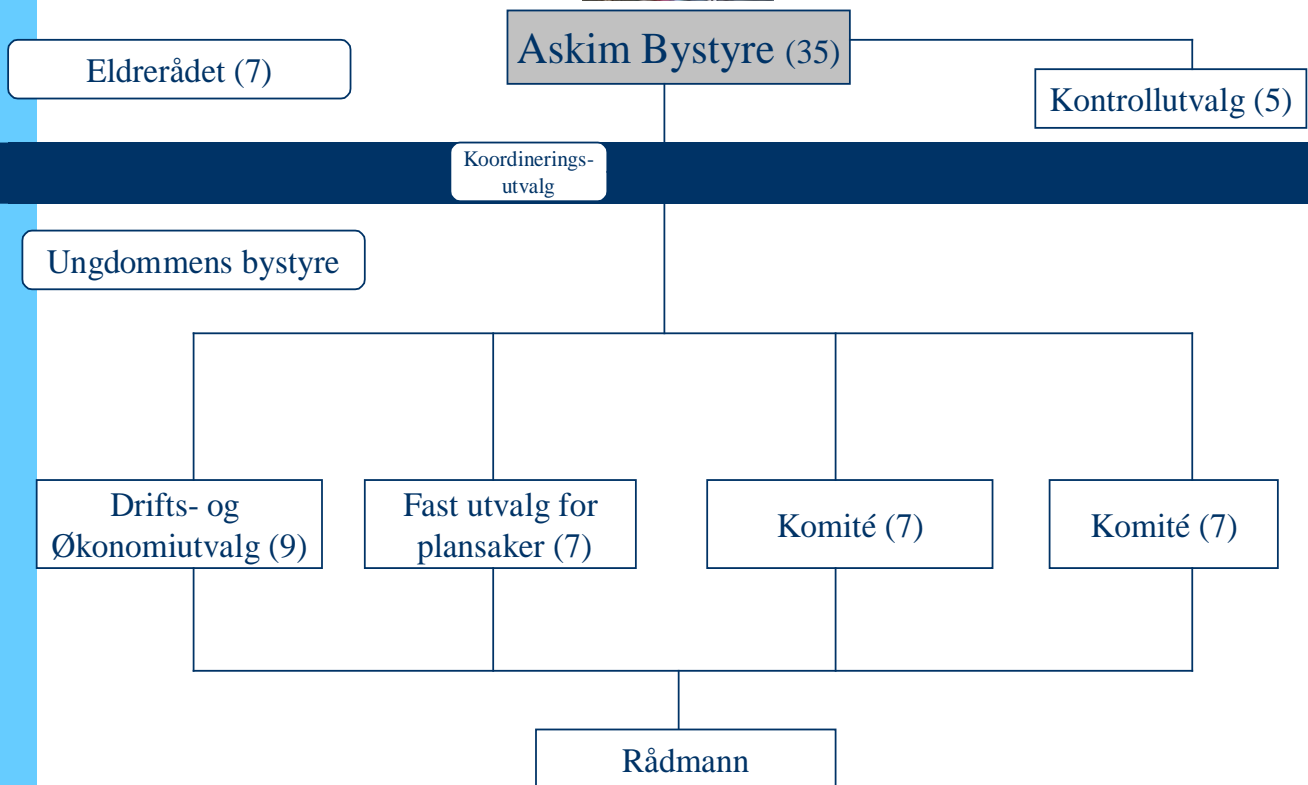 Askim Bystyre (35)
Eldrerådet (7)
Kontrollutvalg (5)
Koordinerings-
utvalg
Ungdommens bystyre
Drifts- og
Økonomiutvalg (9)
Fast utvalg for
plansaker (7)
Komité (7)
Komité (7)
Rådmann